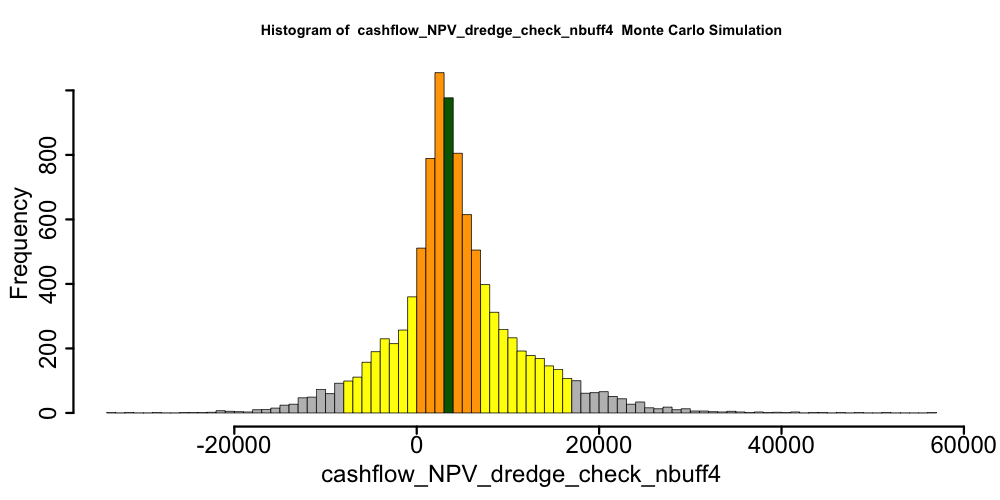 Histogram of  cashflow_NPV_dredge_check_nbuff4  Monte Carlo Simulation
Frequency
800
600
400
200
0
-20000 0 20000 40000 60000
cashflow_NPV_dredge_check_nbuff4